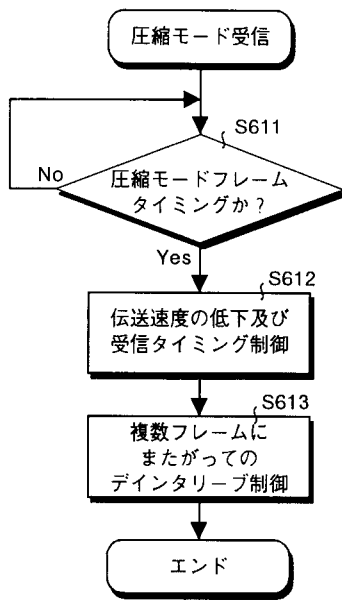 圧縮モード受信
S611
No
圧縮モードフレーム
タイミングか?
Yes
S612
伝送速度の低下及び
受信タイミング制御
S613
複数フレームに
またがっての
デインタリーブ制御
エンド